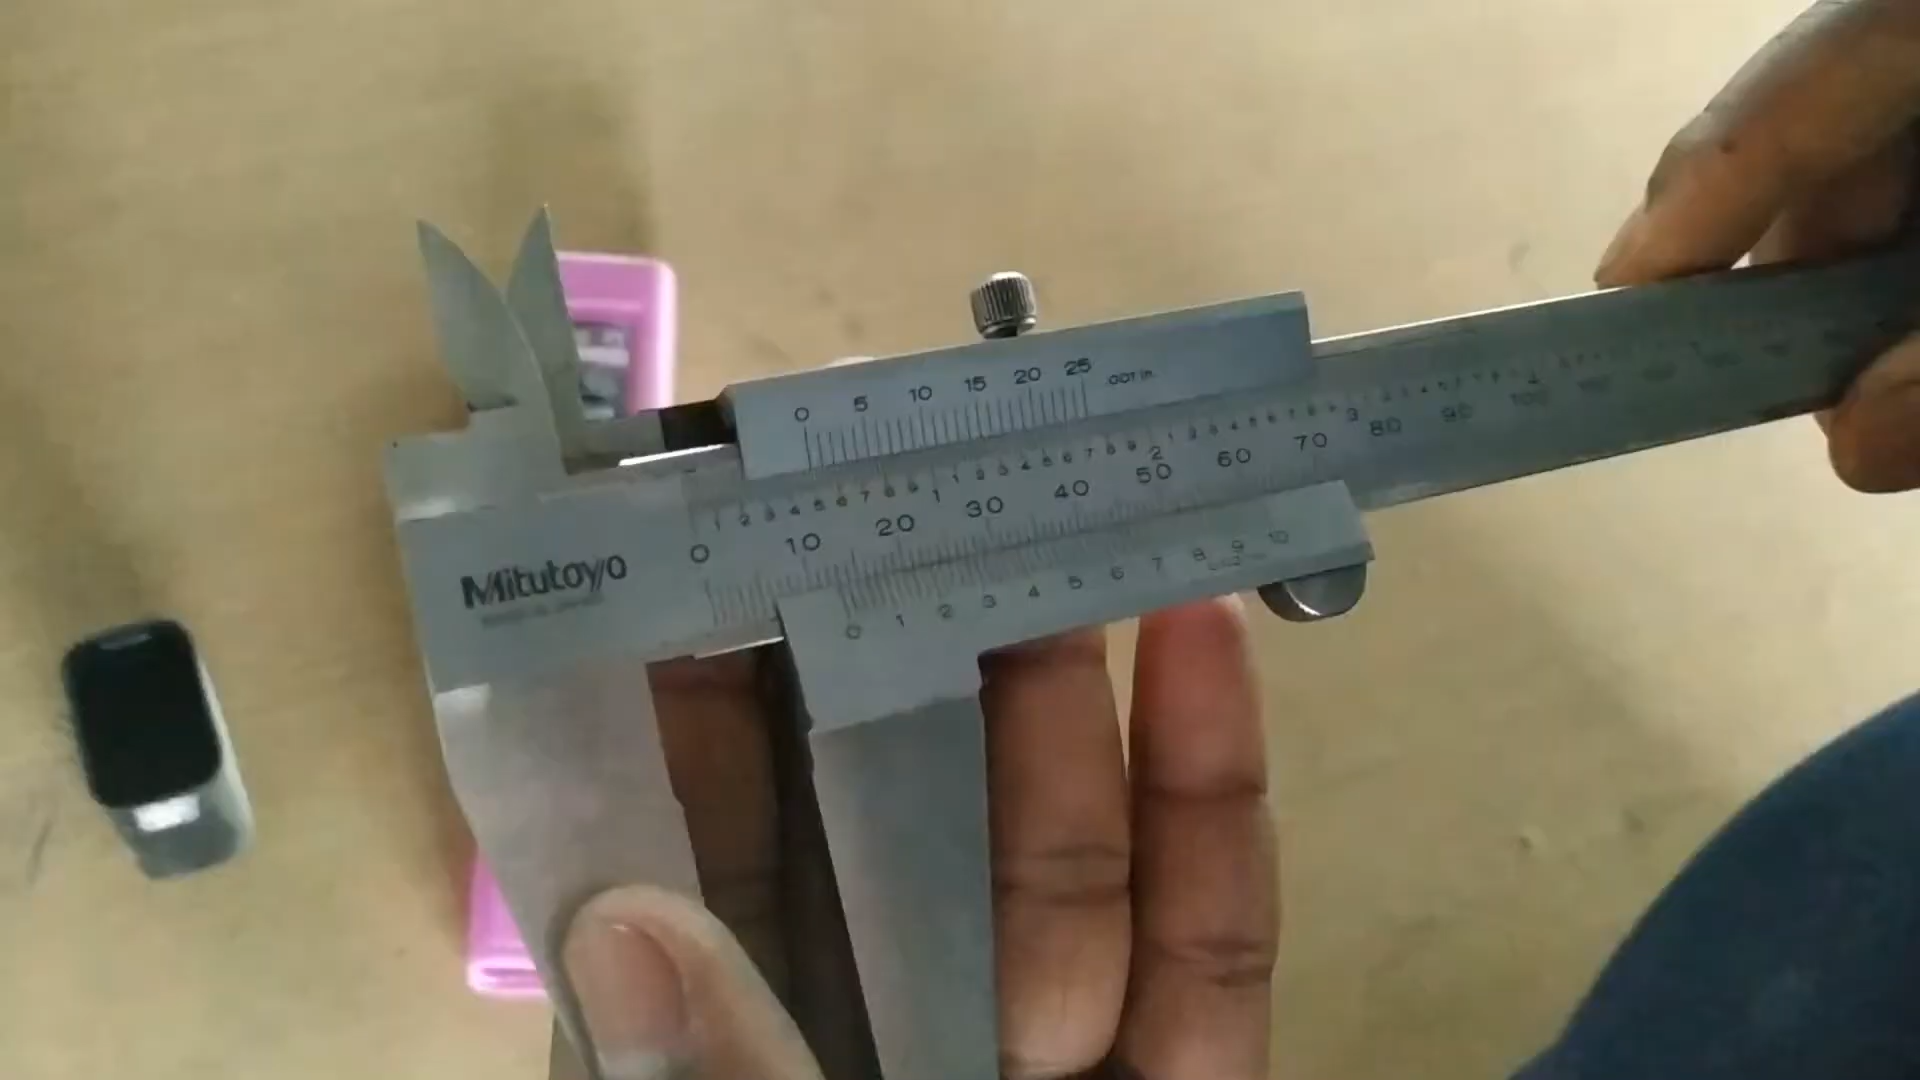 0 5 10 15 20 25 .001 in.
1 2 3 4 5 6 7 8 9 1 1 2 3 4 5 6 7 8 9 2 1 2 3 4 5 6 7 8 9 3
0 10 20 30 40 50 60 70 80 90 100
Mitutoyo
0 1 2 3 4 5 6 7 8 9 10